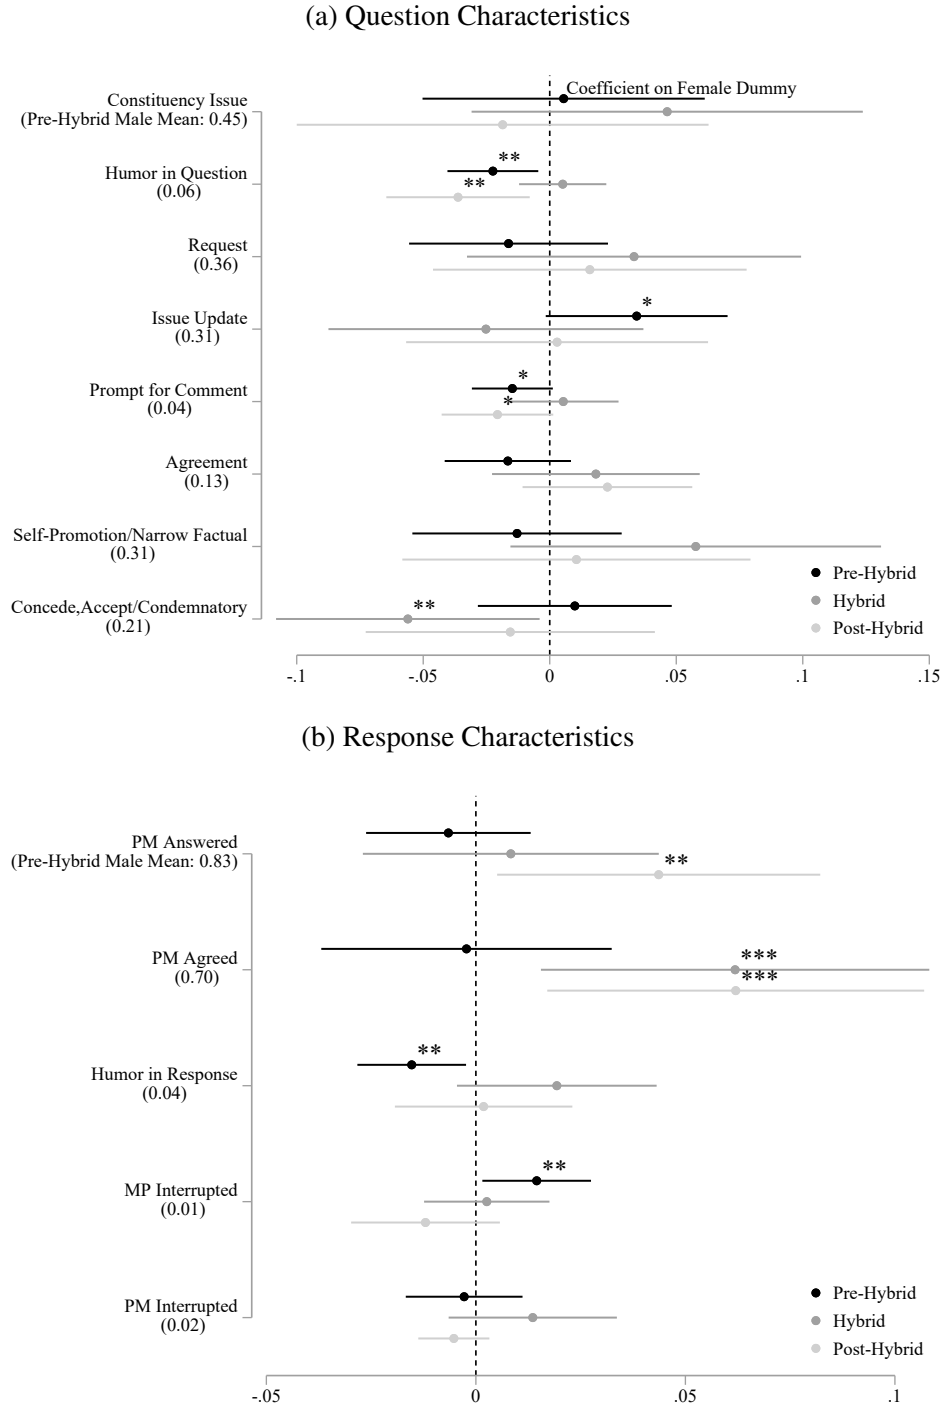 (a) Question Characteristics
Coefficient on Female Dummy
Constituency Issue
(Pre-Hybrid Male Mean: 0.45)
**
Humor in Question
**
(0.06)
Request
(0.36)
*
Issue Update
(0.31)
*
Prompt for Comment
*
(0.04)
Agreement
(0.13)
Self-Promotion/Narrow Factual
(0.31)
Pre-Hybrid
Hybrid
Post-Hybrid
**
Concede,Accept/Condemnatory
(0.21)
-.1 -.05 0 .05 .1 .15
(b) Response Characteristics
PM Answered
(Pre-Hybrid Male Mean: 0.83)
**
***
PM Agreed
***
(0.70)
**
Humor in Response
(0.04)
**
MP Interrupted
(0.01)
PM Interrupted
(0.02)
Pre-Hybrid
Hybrid
Post-Hybrid
-.05 0 .05 .1